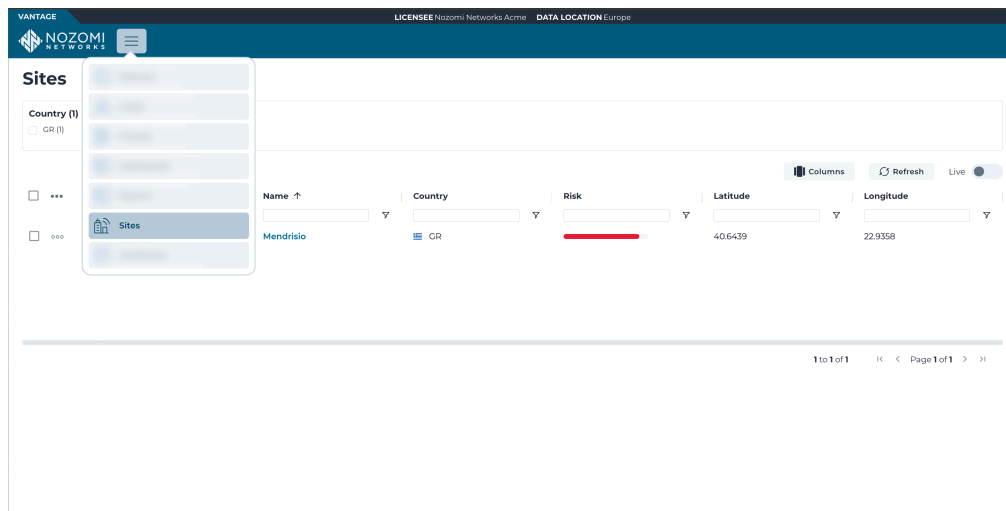 VANTAGE
LICENSEE Nozomi Networks Acme DATA LOCATION Europe
NOZOMI
NETWORKS
Sites
Country (1)
GR (1)
Columns Refresh Live
Name ↑ Country Risk Latitude Longitude
Sites
Mendrisio GR 40.6439 22.9358
1 to 1 of 1 Page 1 of 1